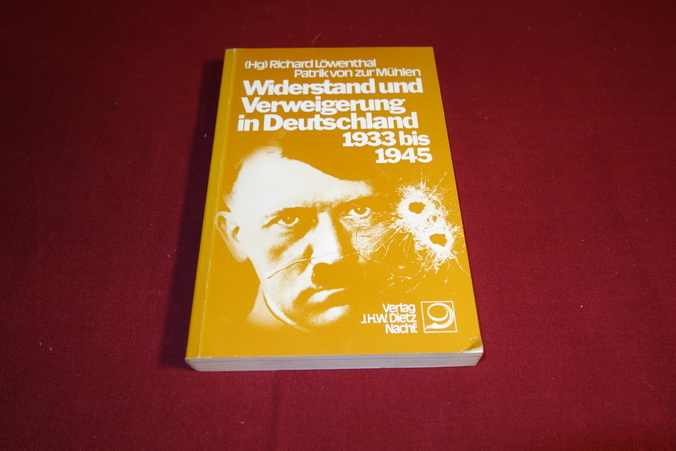 (Hg) Richard Löwenthal
Patrik von zur Mühlen
Widerstand und
Verweigerung
in Deutschland
1933 bis
1945
Verlag
J.H.W. Dietz
Nachf.